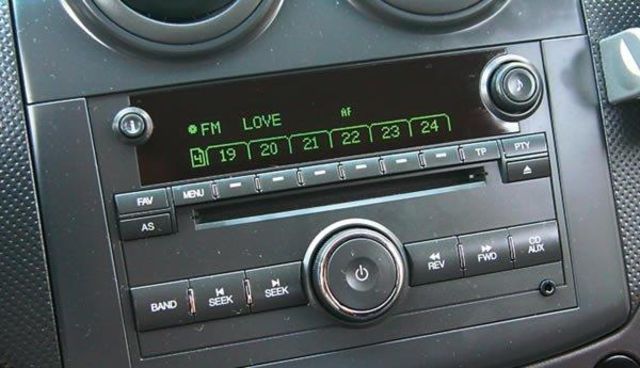 FM LOVE AF
4 19 20 21 22 23 24
FAV MENU TP PTY
AS
BAND SEEK SEEK REV FWD CD AUX